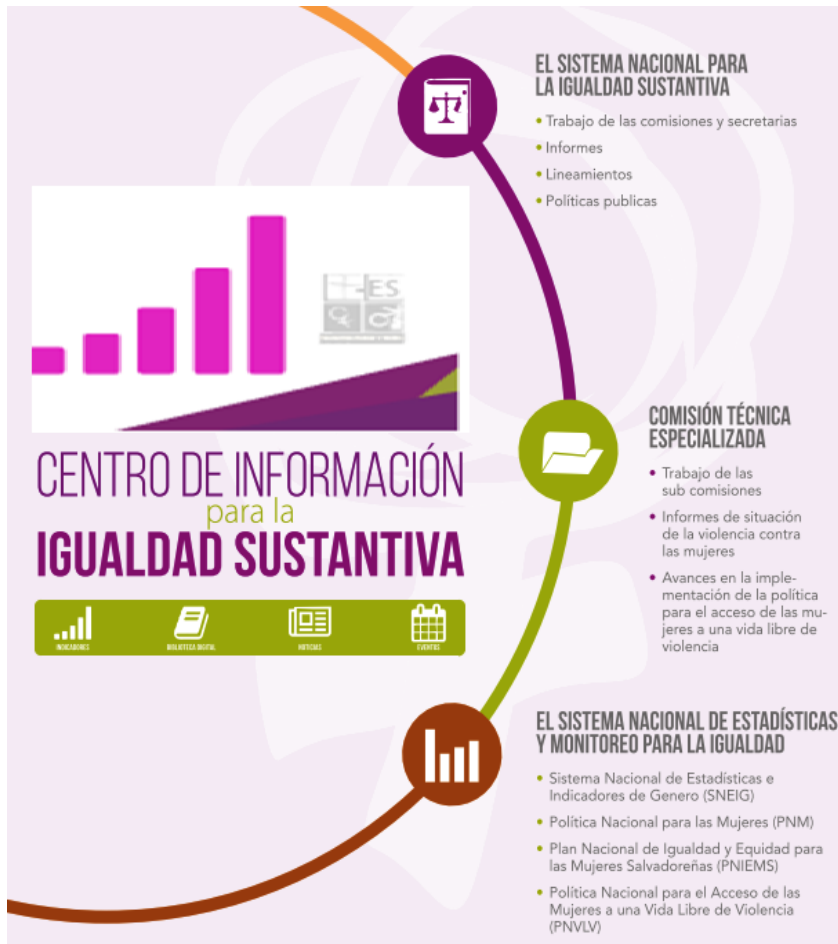 EL SISTEMA NACIONAL PARA
LA IGUALDAD SUSTANTIVA
• Trabajo de las comisiones y secretarias
• Informes
• Lineamientos
• Políticas publicas
ES
CENTRO DE INFORMACIÓN
para la
IGUALDAD SUSTANTIVA
INDICADORES
BIBLIOTECA DIGITAL
NOTICIAS
EVENTOS
COMISIÓN TÉCNICA
ESPECIALIZADA
• Trabajo de las
sub comisiones
• Informes de situación
de la violencia contra
las mujeres
• Avances en la imple-
mentación de la política
para el acceso de las mu-
jeres a una vida libre de
violencia
EL SISTEMA NACIONAL DE ESTADÍSTICAS
Y MONITOREO PARA LA IGUALDAD
• Sistema Nacional de Estadísticas e
Indicadores de Genero (SNEIG)
• Política Nacional para las Mujeres (PNM)
• Plan Nacional de Igualdad y Equidad para
las Mujeres Salvadoreñas (PNIEMS)
• Política Nacional para el Acceso de las
Mujeres a una Vida Libre de Violencia
(PNVLV)